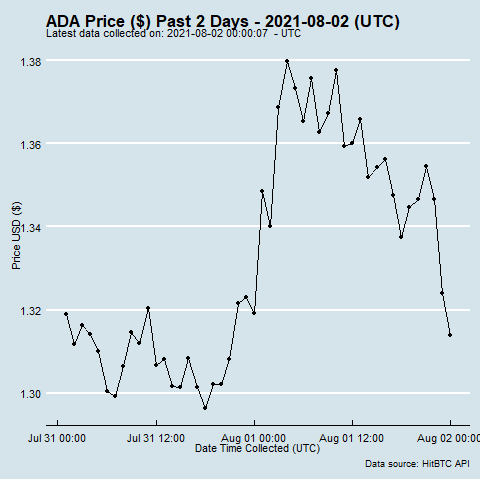 ADA Price ($) Past 2 Days - 2021-08-02 (UTC)
Latest data collected on: 2021-08-02 00:00:07  - UTC
1.38
1.36
1.34
1.32
1.30
Price USD ($)
Jul 31 00:00 Jul 31 12:00 Aug 01 00:00 Aug 01 12:00 Aug 02 00:00
Date Time Collected (UTC)
Data source: HitBTC API